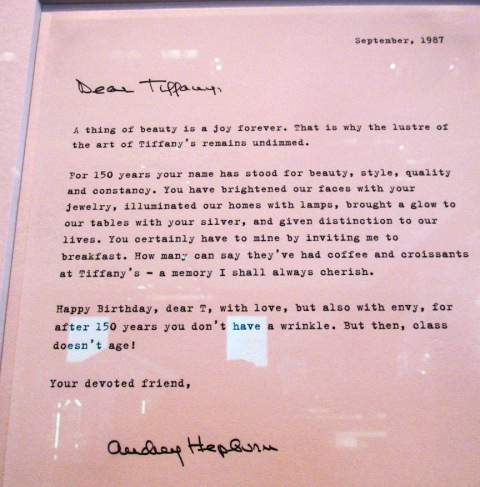 September, 1987
Dear Tiffany,
A thing of beauty is a joy forever. That is why the lustre of
the art of Tiffany's remains undimmed.
For 150 years your name has stood for beauty, style, quality
and constancy. You have brightened our faces with your
jewelry, illuminated our homes with lamps, brought a glow to
our tables with your silver, and given distinction to our
lives. You certainly have to mine by inviting me to
breakfast. How many can say they've had coffee and croissants
at Tiffany's – a memory I shall always cherish.
Happy Birthday, dear T, with love, but also with envy, for
after 150 years you don't have a wrinkle. But then, class
doesn't age!
Your devoted friend,
Audrey Hepburn